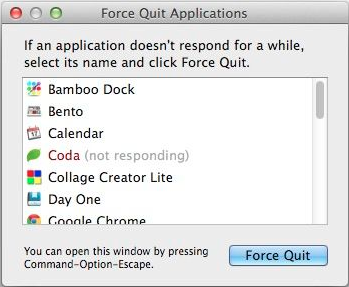 Force Quit Applications
If an application doesn't respond for a while,
select its name and click Force Quit.
Bamboo Dock
Bento
Calendar
Coda (not responding)
Collage Creator Lite
Day One
Google Chrome
You can open this window by pressing
Command-Option-Escape.
Force Quit